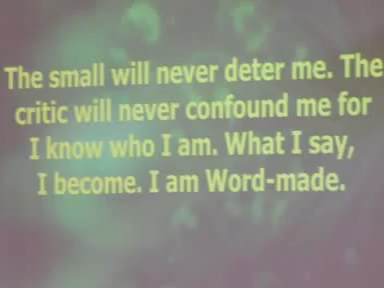 The small will never deter me. The
critic will never confound me for
I know who I am. What I say,
I become. I am Word-made.